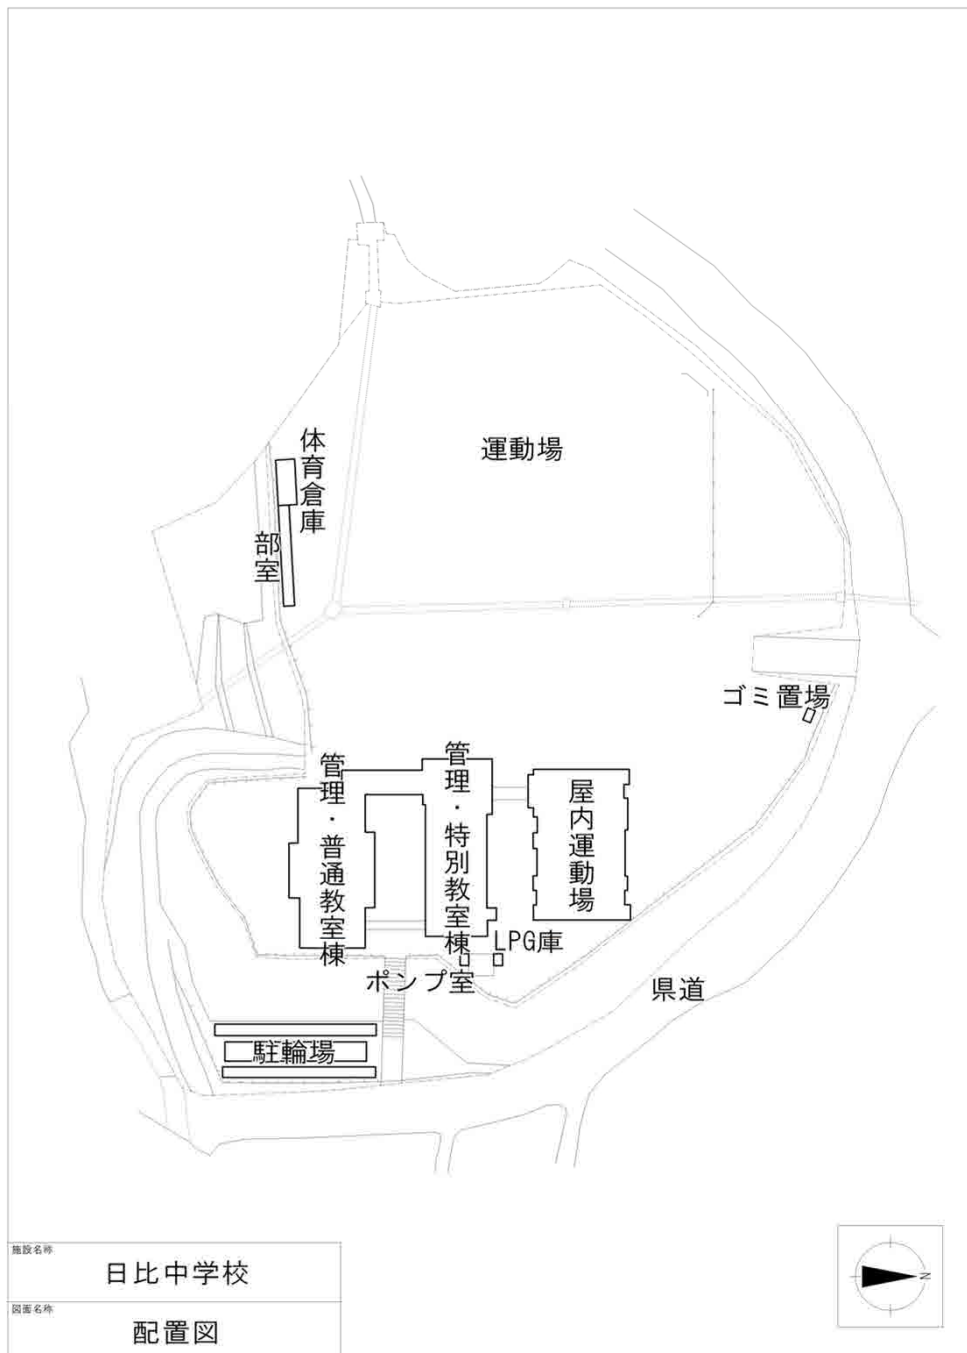 運動場
体育倉庫
部室
ゴミ置場
管理・普通教室棟
管理・特別教室棟
屋内運動場
LPG庫
ポンプ室
県道
駐輪場
施設名称
日比中学校
図面名称
配置図
N